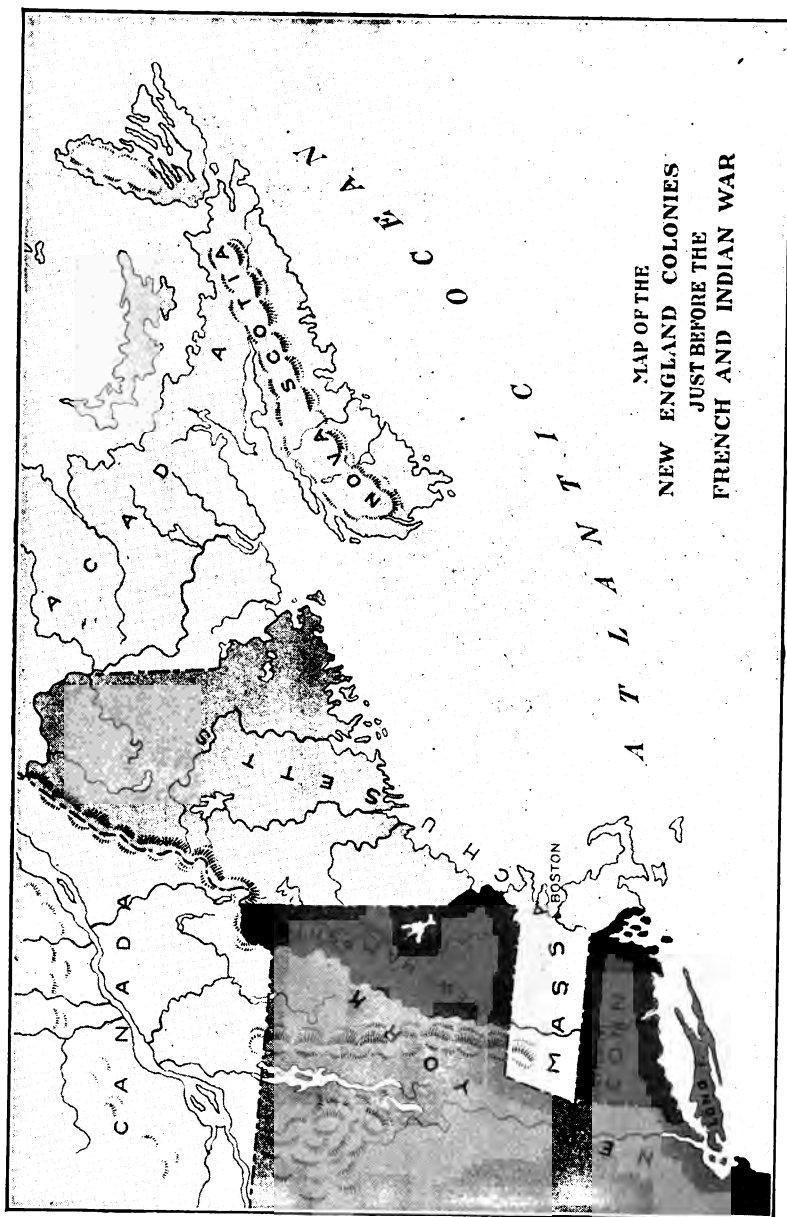 MAP OF THE
NEW ENGLAND COLONIES
JUST BEFORE THE
FRENCH AND INDIAN WAR
ATLANTIC OCEAN
NOVA SCOTIA
ACADIA
CANADA
MASSACHUSETTS
BOSTON
NEW YORK
CONN
LONG